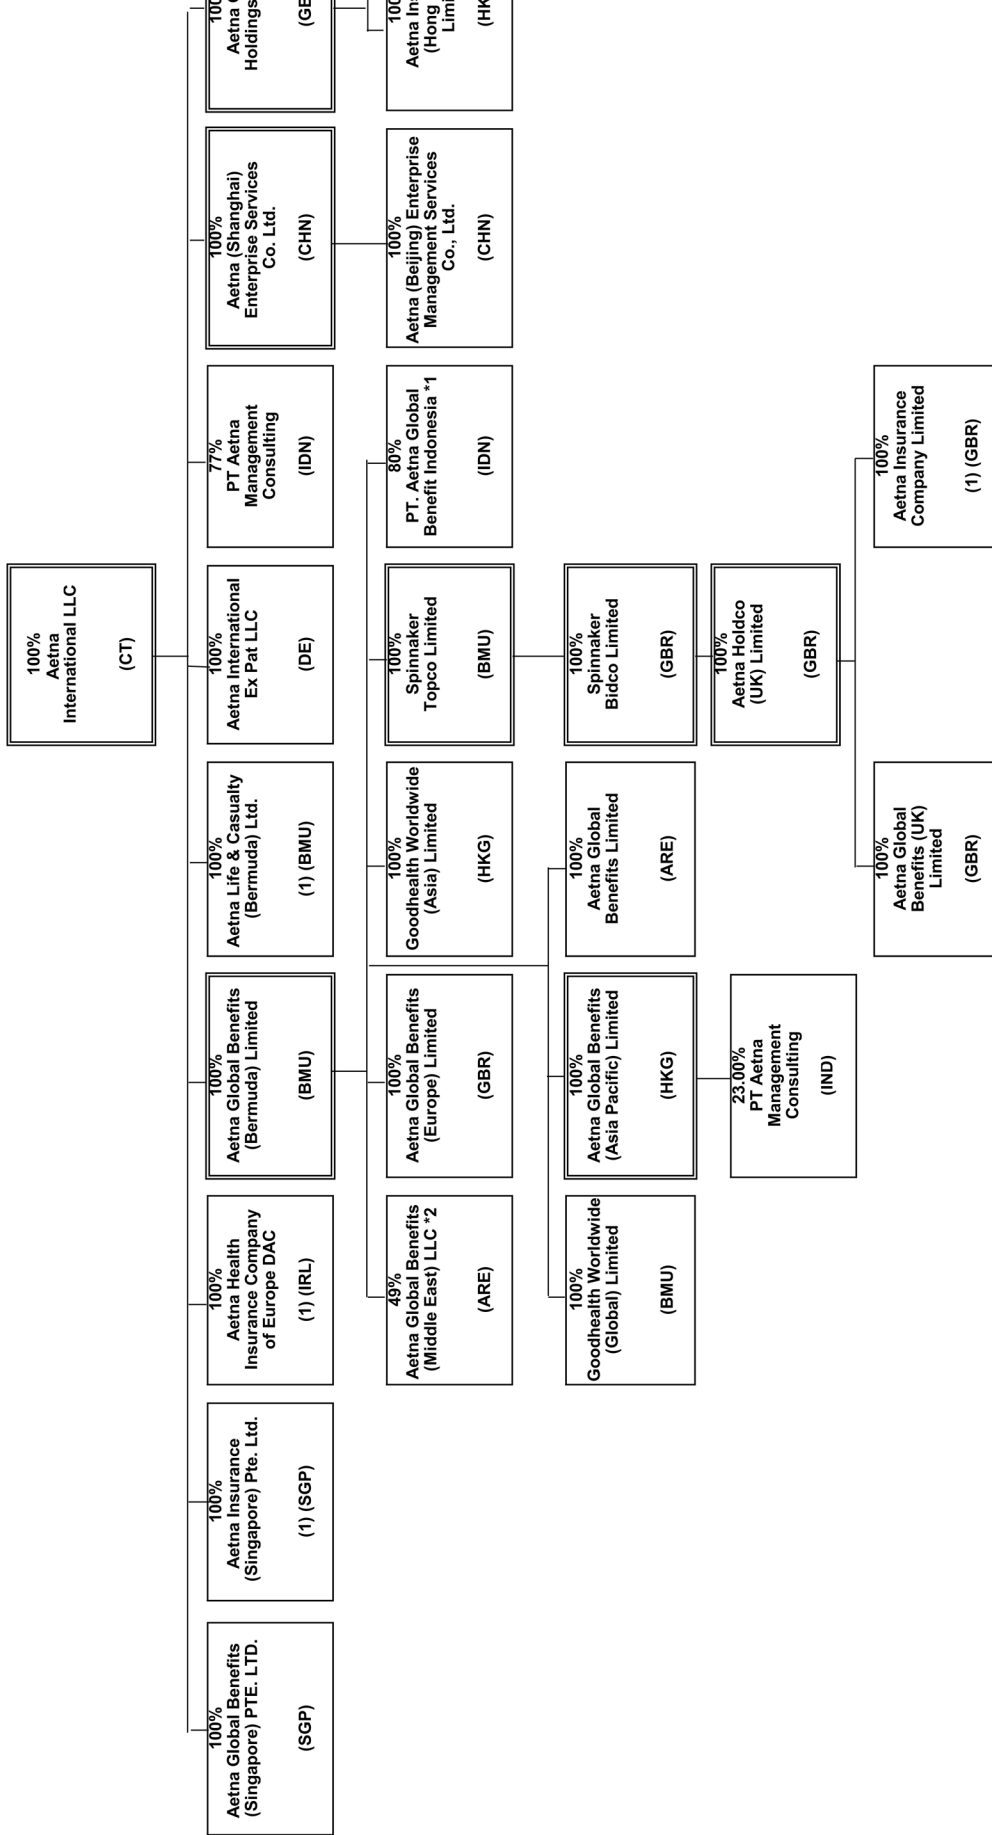 100%
Aetna
International LLC
(CT)
100%
Aetna Global Benefits
(Singapore) PTE. LTD.
(SGP)
100%
Aetna Insurance
(Singapore) Pte. Ltd.
(1) (SGP)
100%
Aetna Health
Insurance Company
of Europe DAC
(1) (IRL)
100%
Aetna Global Benefits
(Bermuda) Limited
(BMU)
100%
Aetna Life & Casualty
(Bermuda) Ltd.
(1) (BMU)
100%
Aetna International
Ex Pat LLC
(DE)
77%
PT Aetna
Management
Consulting
(IDN)
100%
Aetna (Shanghai)
Enterprise Services
Co. Ltd.
(CHN)
Aetna
Holdings
49%
Aetna Global Benefits
(Middle East) LLC *2
(ARE)
100%
Aetna Global Benefits
(Europe) Limited
(GBR)
100%
Goodhealth Worldwide
(Asia) Limited
(HKG)
100%
Spinnaker
Topco Limited
(BMU)
80%
PT. Aetna Global
Benefit Indonesia *1
(IDN)
100%
Aetna (Beijing) Enterprise
Management Services
Co., Ltd.
(CHN)
Aetna
(Hong
100%
Goodhealth Worldwide
(Global) Limited
(BMU)
100%
Aetna Global Benefits
(Asia Pacific) Limited
(HKG)
100%
Aetna Global
Benefits Limited
(ARE)
100%
Spinnaker
Bidco Limited
(GBR)
23.00%
PT Aetna
Management
Consulting
(IND)
100%
Aetna Holdco
(UK) Limited
(GBR)
100%
Aetna Global
Benefits (UK)
Limited
(GBR)
100%
Aetna Insurance
Company Limited
(1) (GBR)